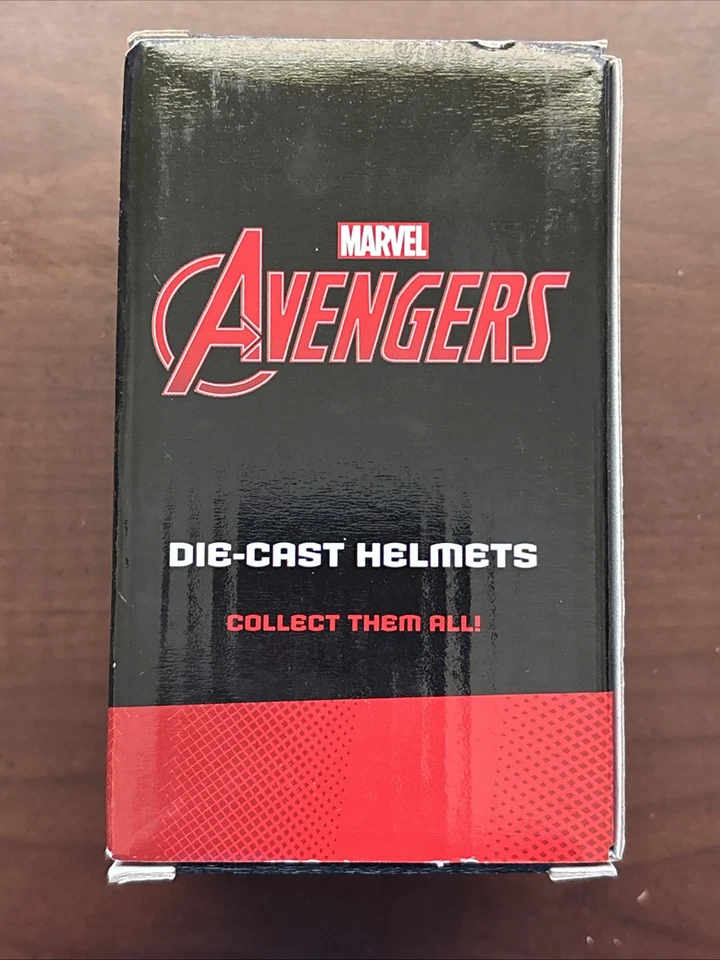 MARVEL
AVENGERS
DIE-CAST HELMETS
COLLECT THEM ALL!